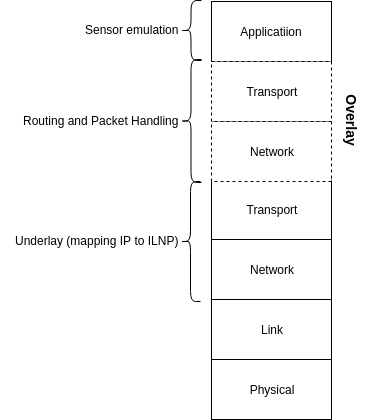 Sensor emulation
Applicatiion
Transport
Routing and Packet Handling
Overlay
Network
Transport
Underlay (mapping IP to ILNP)
Network
Link
Physical